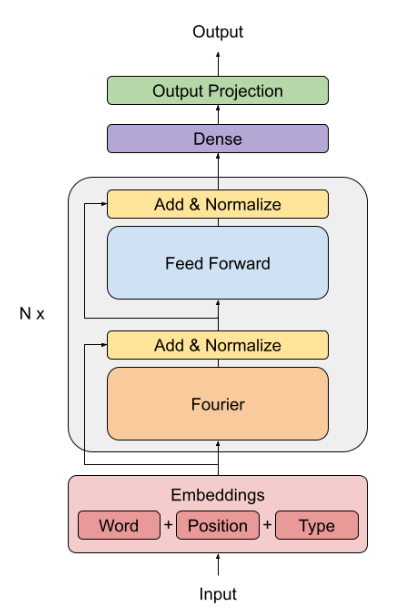 Output
Output Projection
Dense
Add & Normalize
Feed Forward
N x
Add & Normalize
Fourier
Embeddings
Word + Position + Type
Input